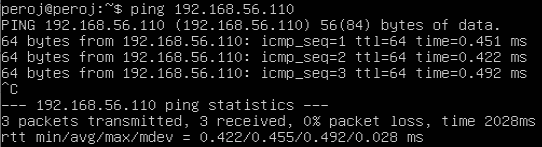 peroj@peroj:~$ ping 192.168.56.110
PING 192.168.56.110 (192.168.56.110) 56(84) bytes of data.
64 bytes from 192.168.56.110: icmp_seq=1 ttl=64 time=0.451 ms
64 bytes from 192.168.56.110: icmp_seq=2 ttl=64 time=0.422 ms
64 bytes from 192.168.56.110: icmp_seq=3 ttl=64 time=0.492 ms
^C
--- 192.168.56.110 ping statistics ---
3 packets transmitted, 3 received, 0% packet loss, time 2028ms
rtt min/avg/max/mdev = 0.422/0.455/0.492/0.028 ms